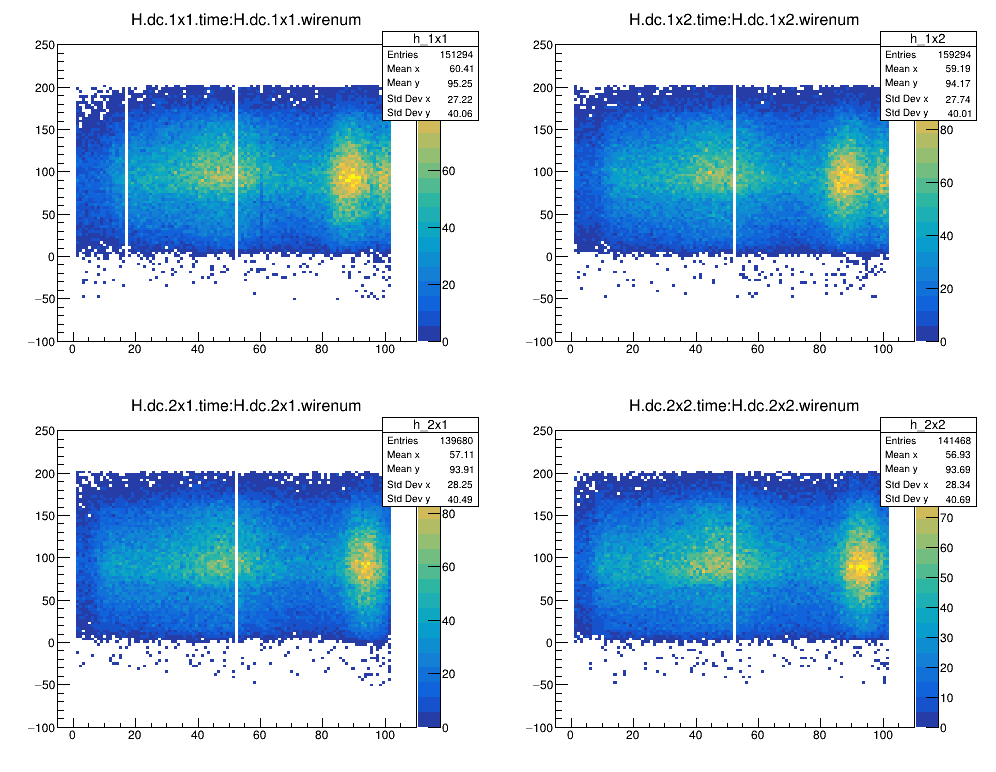 H.dc.1x1.time:H.dc.1x1.wirenum
h_1x1
Entries 151294
Mean x 60.41
Mean y 95.25
Std Dev x 27.22
Std Dev y 40.06
250
200
150
100
50
0
−50
−100
0 20 40 60 80 100
60
40
20
0
H.dc.1x2.time:H.dc.1x2.wirenum
h_1x2
Entries 159294
Mean x 59.19
Mean y 94.17
Std Dev x 27.74
Std Dev y 40.01
250
200
150
100
50
0
−50
−100
0 20 40 60 80 100
80
60
40
20
0
H.dc.2x1.time:H.dc.2x1.wirenum
h_2x1
Entries 139680
Mean x 57.11
Mean y 93.91
Std Dev x 28.25
Std Dev y 40.49
250
200
150
100
50
0
−50
−100
0 20 40 60 80 100
80
60
40
20
0
H.dc.2x2.time:H.dc.2x2.wirenum
h_2x2
Entries 141468
Mean x 56.93
Mean y 93.69
Std Dev x 28.34
Std Dev y 40.69
250
200
150
100
50
0
−50
−100
0 20 40 60 80 100
70
60
50
40
30
20
10
0